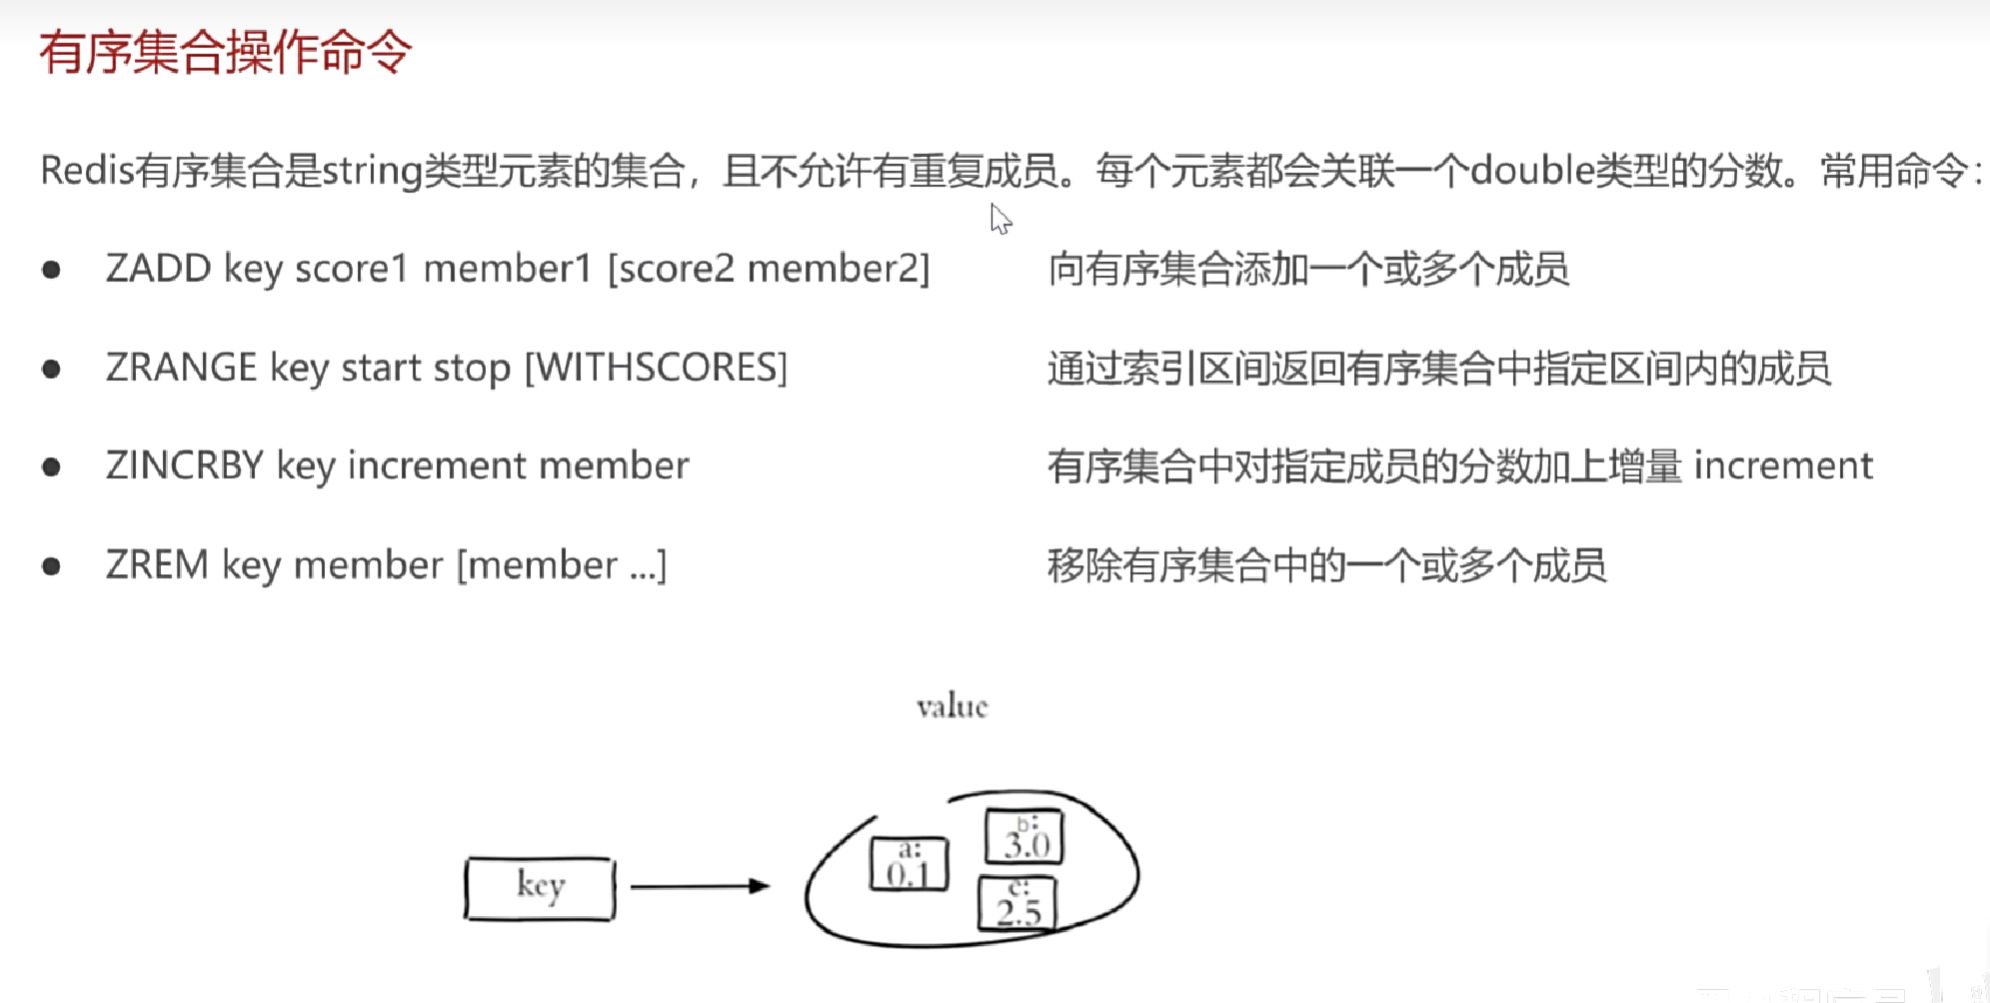 有序集合操作命令
Redis有序集合是string类型元素的集合，且不允许有重复成员。每个元素都会关联一个double类型的分数。常用命令：
● ZADD key score1 member1 [score2 member2] 向有序集合添加一个或多个成员
● ZRANGE key start stop [WITHSCORES] 通过索引区间返回有序集合中指定区间内的成员
● ZINCRBY key increment member 有序集合中对指定成员的分数加上增量 increment
● ZREM key member [member ...] 移除有序集合中的一个或多个成员
value
key
a:
0.1
b:
3.0
c:
2.5